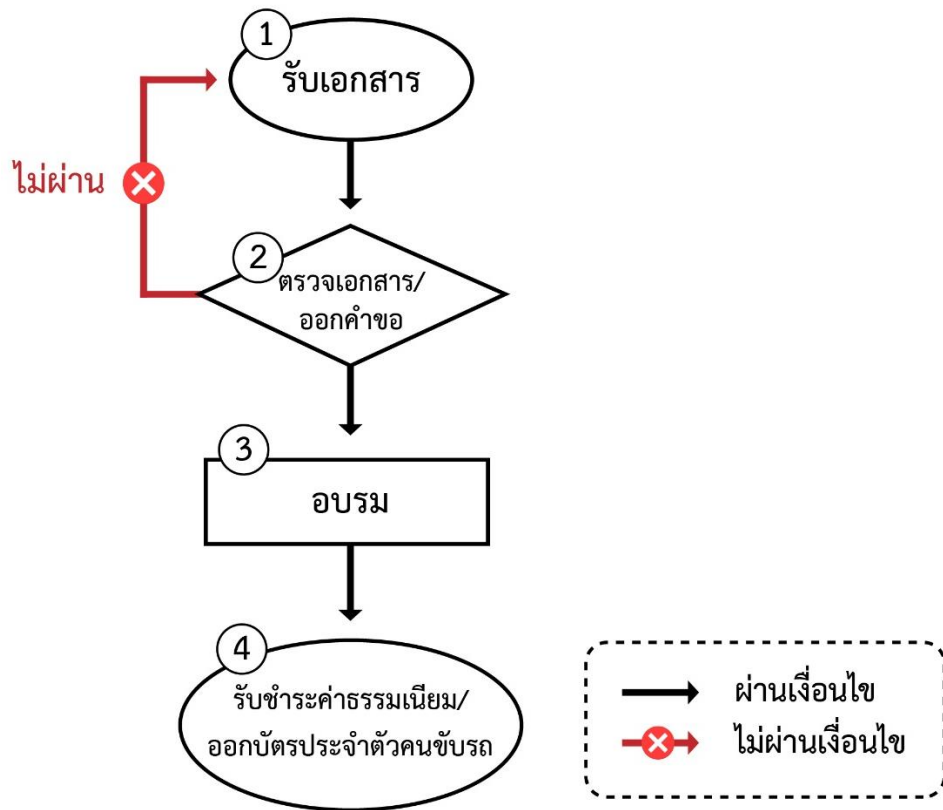 1
รับเอกสาร
ไม่ผ่าน
2
ตรวจเอกสาร/
ออกคำขอ
3
อบรม
4
รับชำระค่าธรรมเนียม/
ออกบัตรประจำตัวคนขับรถ
ผ่านเงื่อนไข
ไม่ผ่านเงื่อนไข